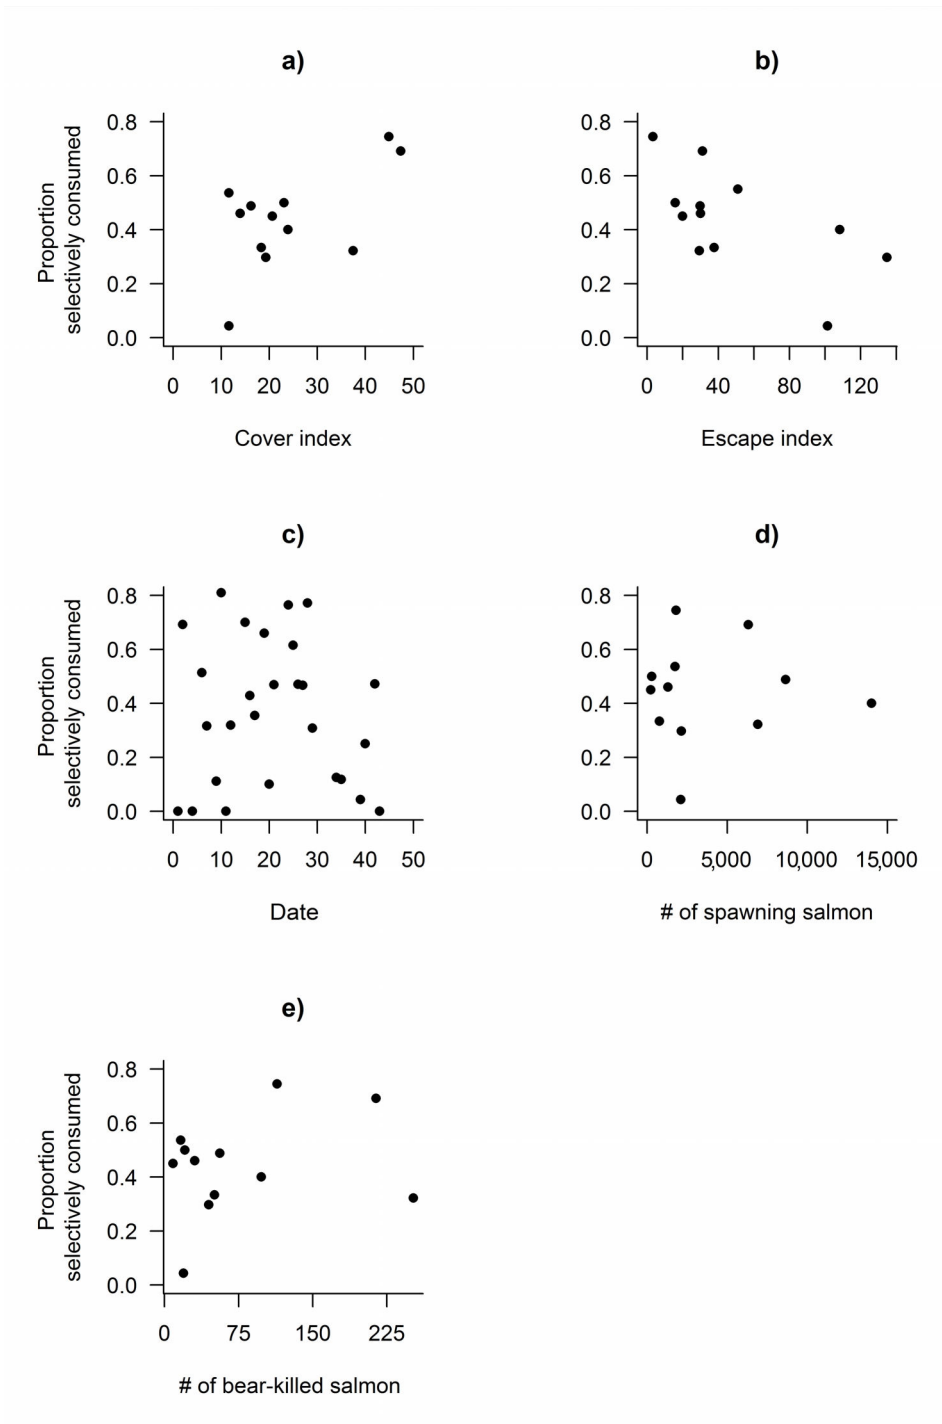 a)
Proportion
selectively consumed
0.8
0.6
0.4
0.2
0.0
0 10 20 30 40 50
Cover index
b)
0.8
0.6
0.4
0.2
0.0
0 40 80 120
Escape index
c)
Proportion
selectively consumed
0.8
0.6
0.4
0.2
0.0
0 10 20 30 40 50
Date
d)
0.8
0.6
0.4
0.2
0.0
0 5,000 10,000 15,000
# of spawning salmon
e)
Proportion
selectively consumed
0.8
0.6
0.4
0.2
0.0
0 75 150 225
# of bear-killed salmon